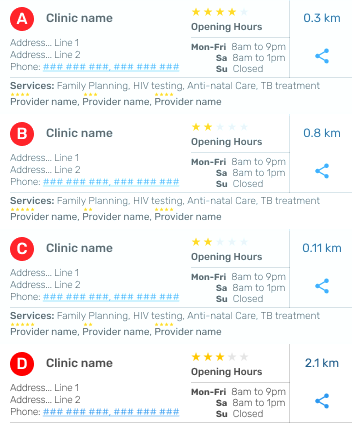 A Clinic name 0.3 km
Opening Hours
Address... Line 1 Mon-Fri 8am to 9pm
Address... Line 2 Sa 8am to 1pm
Phone: ### ### ###, ### ### ### Su Closed
Services: Family Planning, HIV testing, Anti-natal Care, TB treatment
Provider name, Provider name, Provider name
B Clinic name 0.8 km
Opening Hours
Address... Line 1 Mon-Fri 8am to 9pm
Address... Line 2 Sa 8am to 1pm
Phone: ### ### ###, ### ### ### Su Closed
Services: Family Planning, HIV testing, Anti-natal Care, TB treatment
Provider name, Provider name, Provider name
C Clinic name 0.11 km
Opening Hours
Address... Line 1 Mon-Fri 8am to 9pm
Address... Line 2 Sa 8am to 1pm
Phone: ### ### ###, ### ### ### Su Closed
Services: Family Planning, HIV testing, Anti-natal Care, TB treatment
Provider name, Provider name, Provider name
D Clinic name 2.1 km
Opening Hours
Address... Line 1 Mon-Fri 8am to 9pm
Address... Line 2 Sa 8am to 1pm
Phone: ### ### ###, ### ### ### Su Closed